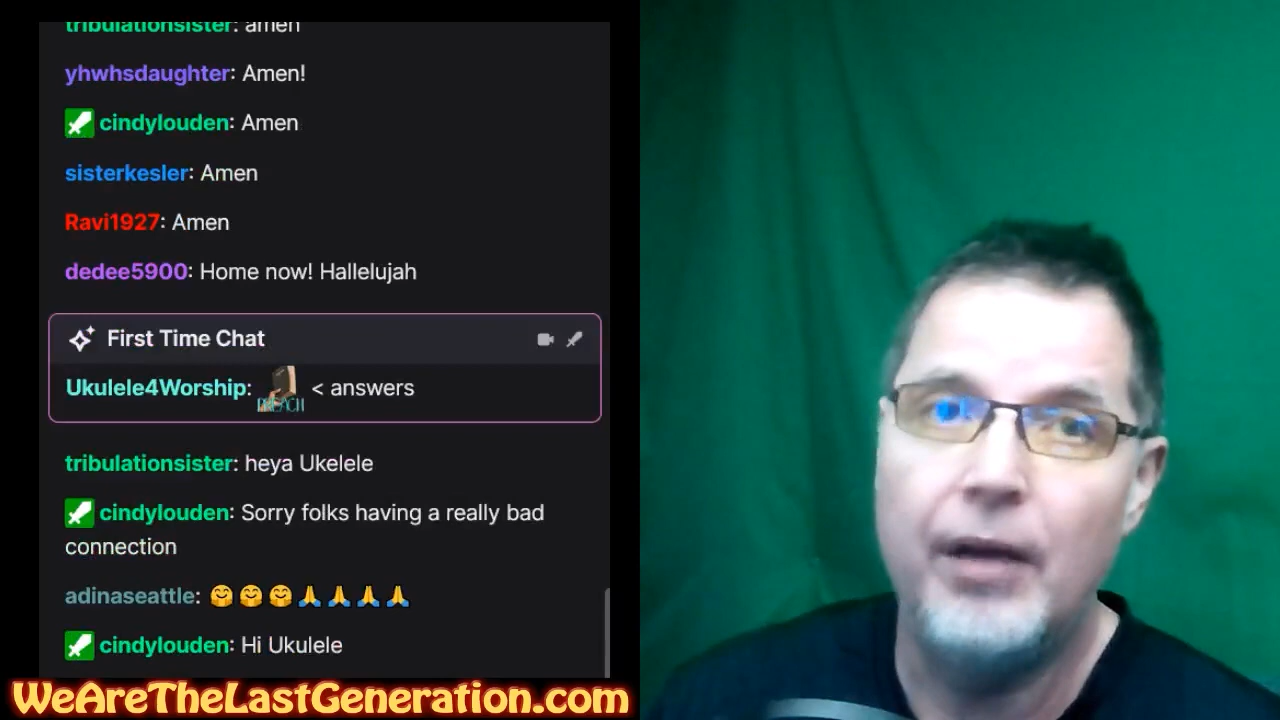 tribulationsister: amen
yhwhsdaughter: Amen!
cindylouden: Amen
sisterkesler: Amen
Ravi1927: Amen
dedee5900: Home now! Hallelujah
First Time Chat
Ukulele4Worship: PREACH < answers
tribulationsister: heya Ukelele
cindylouden: Sorry folks having a really bad
connection
adinaseattle: 🤗🤗🤗🙏🙏🙏🙏
cindylouden: Hi Ukulele
WeAreTheLastGeneration.com